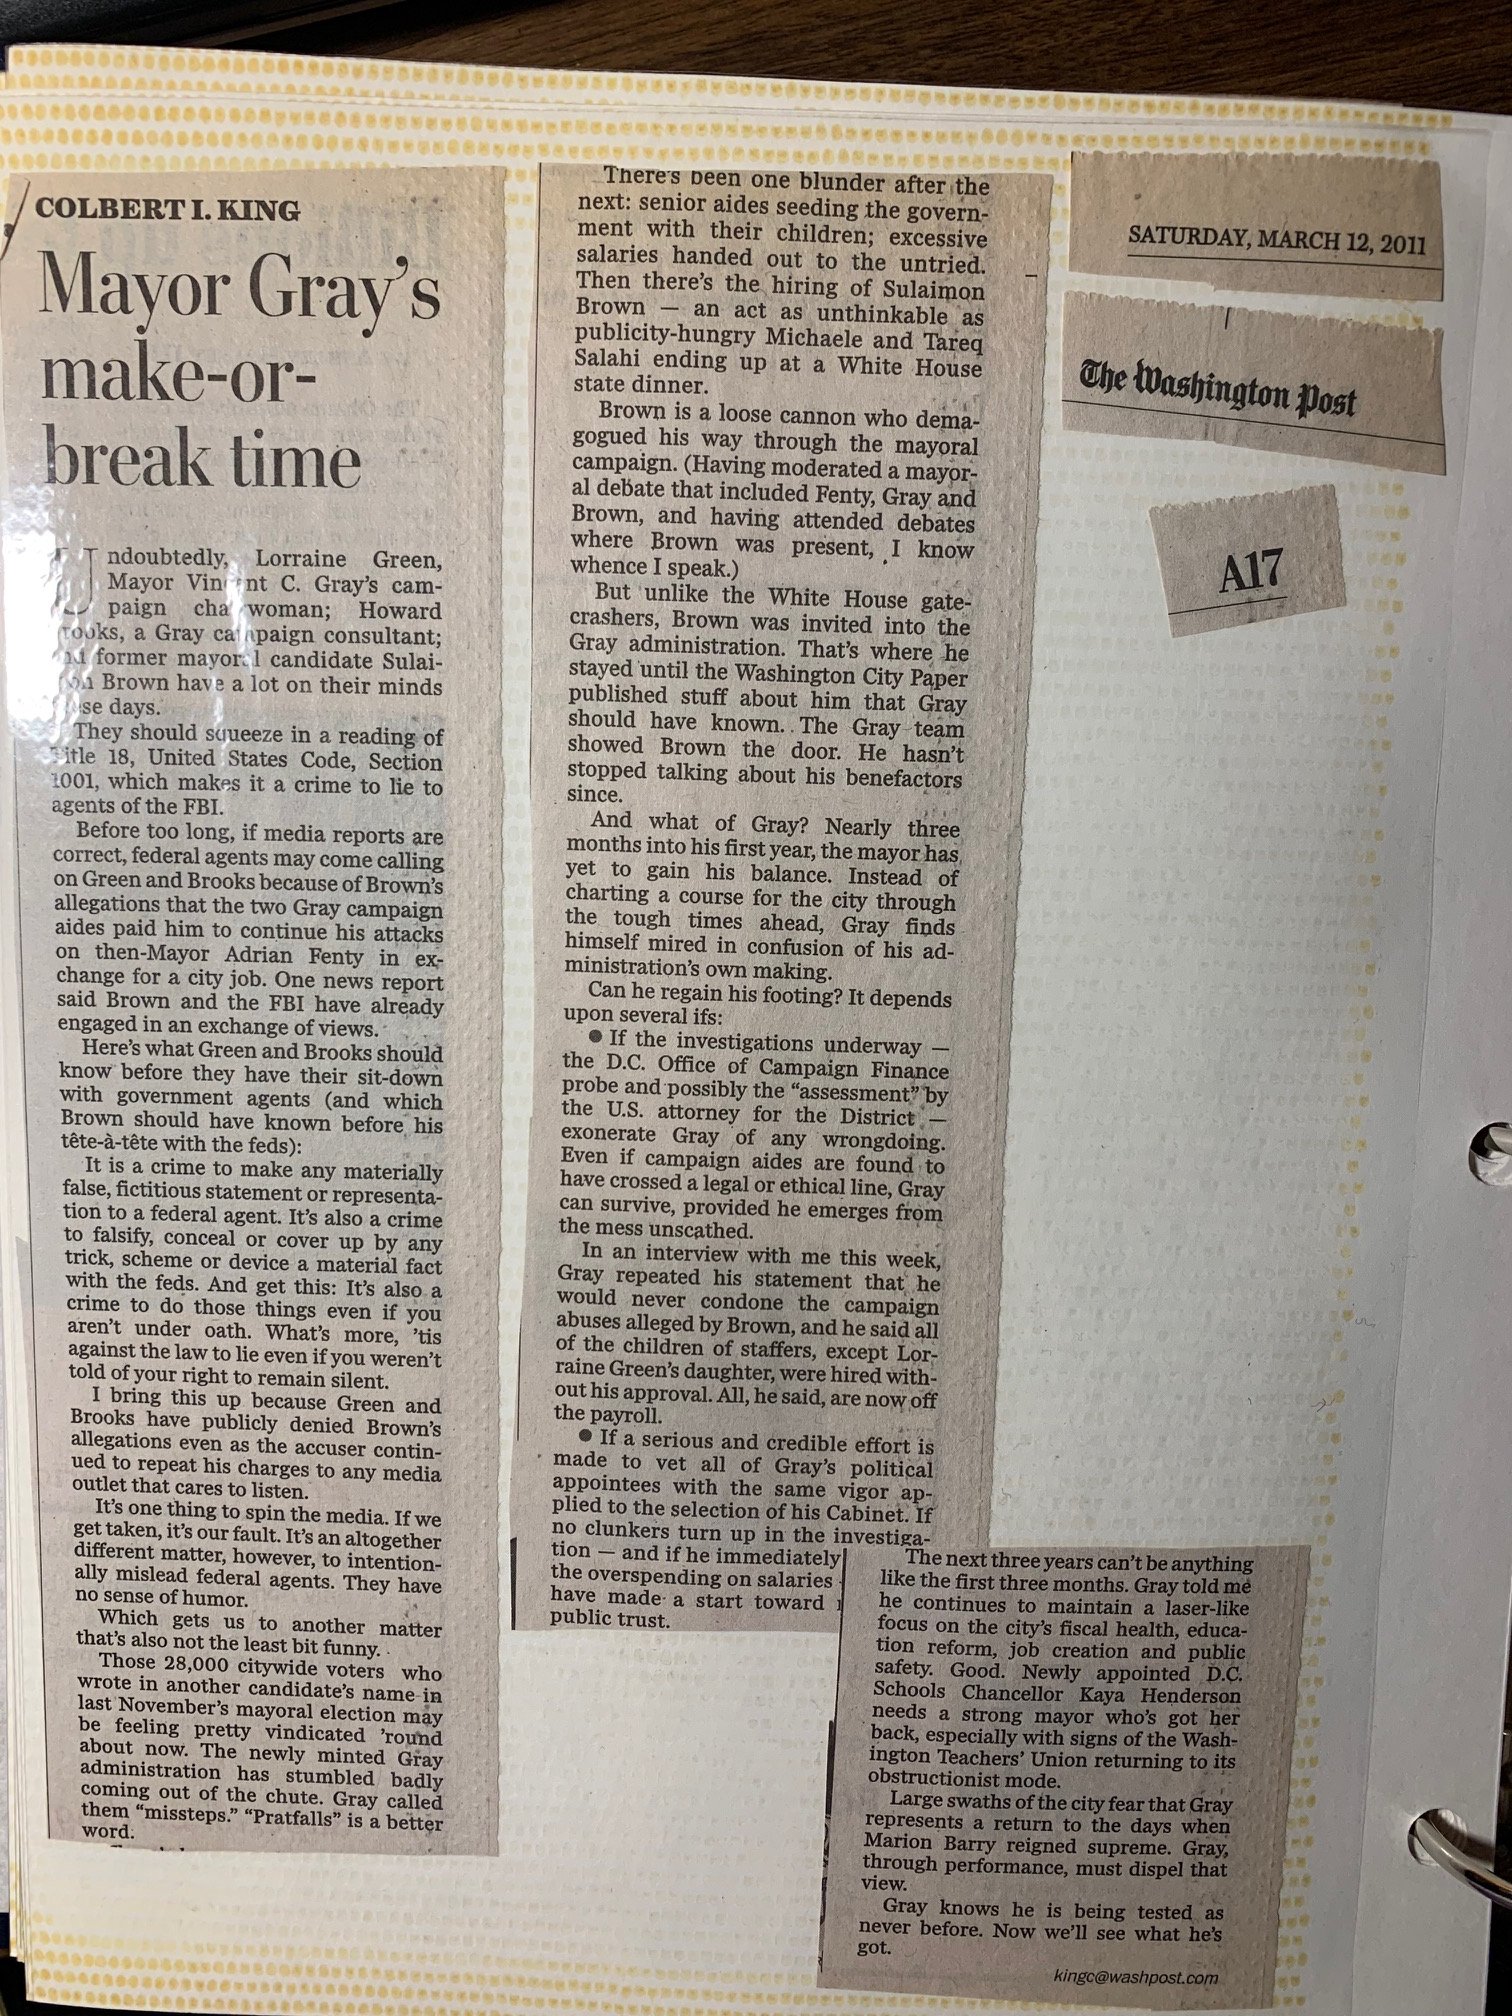 COLBERT I. KING
Mayor Gray's
make-or-
break time
Undoubtedly, Lorraine Green,
Mayor Vincent C. Gray's cam-
paign chairwoman; Howard
Brooks, a Gray campaign consultant;
and former mayoral candidate Sulai-
mon Brown have a lot on their minds
these days.
They should squeeze in a reading of
Title 18, United States Code, Section
1001, which makes it a crime to lie to
agents of the FBI.
Before too long, if media reports are
correct, federal agents may come calling
on Green and Brooks because of Brown's
allegations that the two Gray campaign
aides paid him to continue his attacks
on then-Mayor Adrian Fenty in ex-
change for a city job. One news report
said Brown and the FBI have already
engaged in an exchange of views.
Here's what Green and Brooks should
know before they have their sit-down
with government agents (and which
Brown should have known before his
tête-à-tête with the feds):
It is a crime to make any materially
false, fictitious statement or representa-
tion to a federal agent. It's also a crime
to falsify, conceal or cover up by any
trick, scheme or device a material fact
with the feds. And get this: It's also a
crime to do those things even if you
aren't under oath. What's more, 'tis
against the law to lie even if you weren't
told of your right to remain silent.
I bring this up because Green and
Brooks have publicly denied Brown's
allegations even as the accuser contin-
ued to repeat his charges to any media
outlet that cares to listen.
It's one thing to spin the media. If we
get taken, it's our fault. It's an altogether
different matter, however, to intention-
ally mislead federal agents. They have
no sense of humor.
Which gets us to another matter
that's also not the least bit funny.
Those 28,000 citywide voters who
wrote in another candidate's name in
last November's mayoral election may
be feeling pretty vindicated 'round
about now. The newly minted Gray
administration has stumbled badly
coming out of the chute. Gray called
them "missteps." "Pratfalls" is a better
word.
There's been one blunder after the
next: senior aides seeding the govern-
ment with their children; excessive
salaries handed out to the untried.
Then there's the hiring of Sulaimon
Brown — an act as unthinkable as
publicity-hungry Michaele and Tareq
Salahi ending up at a White House
state dinner.
Brown is a loose cannon who dema-
gogued his way through the mayoral
campaign. (Having moderated a mayor-
al debate that included Fenty, Gray and
Brown, and having attended debates
where Brown was present, I know
whence I speak.)
But unlike the White House gate-
crashers, Brown was invited into the
Gray administration. That's where he
stayed until the Washington City Paper
published stuff about him that Gray
should have known. The Gray team
showed Brown the door. He hasn't
stopped talking about his benefactors
since.
And what of Gray? Nearly three
months into his first year, the mayor has
yet to gain his balance. Instead of
charting a course for the city through
the tough times ahead, Gray finds
himself mired in confusion of his ad-
ministration's own making.
Can he regain his footing? It depends
upon several ifs:
● If the investigations underway —
the D.C. Office of Campaign Finance
probe and possibly the "assessment" by
the U.S. attorney for the District —
exonerate Gray of any wrongdoing.
Even if campaign aides are found to
have crossed a legal or ethical line, Gray
can survive, provided he emerges from
the mess unscathed.
In an interview with me this week,
Gray repeated his statement that he
would never condone the campaign
abuses alleged by Brown, and he said all
of the children of staffers, except Lor-
raine Green's daughter, were hired with-
out his approval. All, he said, are now off
the payroll.
● If a serious and credible effort is
made to vet all of Gray's political
appointees with the same vigor ap-
plied to the selection of his Cabinet. If
no clunkers turn up in the investiga-
tion — and if he immediately
the overspending on salaries
have made a start toward
public trust.
The next three years can't be anything
like the first three months. Gray told me
he continues to maintain a laser-like
focus on the city's fiscal health, educa-
tion reform, job creation and public
safety. Good. Newly appointed D.C.
Schools Chancellor Kaya Henderson
needs a strong mayor who's got her
back, especially with signs of the Wash-
ington Teachers' Union returning to its
obstructionist mode.
Large swaths of the city fear that Gray
represents a return to the days when
Marion Barry reigned supreme. Gray,
through performance, must dispel that
view.
Gray knows he is being tested as
never before. Now we'll see what he's
got.
kingc@washpost.com
SATURDAY, MARCH 12, 2011
The Washington Post
A17